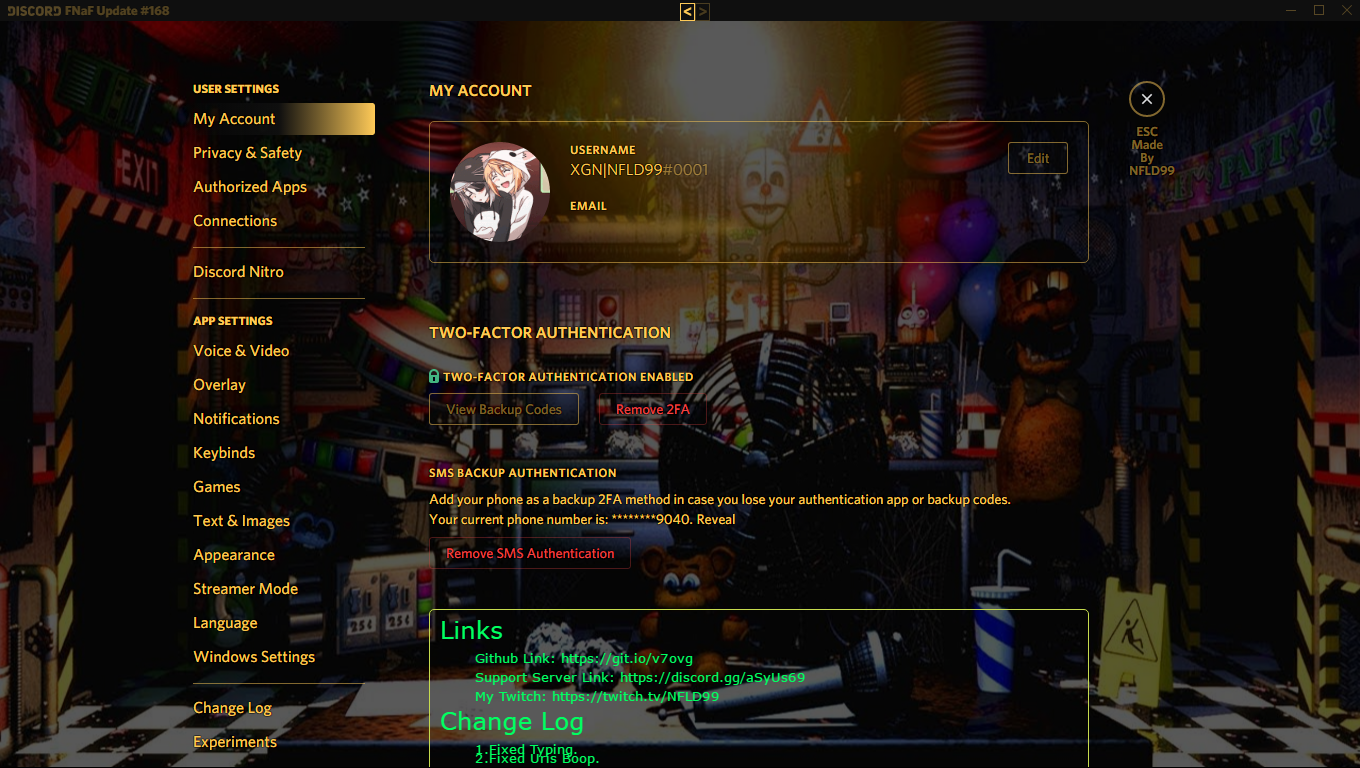 DISCORD FNaF Update #168
< >
USER SETTINGS
My Account
Privacy & Safety
Authorized Apps
Connections
Discord Nitro
APP SETTINGS
Voice & Video
Overlay
Notifications
Keybinds
Games
Text & Images
Appearance
Streamer Mode
Language
Windows Settings
Change Log
Experiments
MY ACCOUNT
USERNAME
XGN|NFLD99#0001
EMAIL
Edit
TWO-FACTOR AUTHENTICATION
TWO-FACTOR AUTHENTICATION ENABLED
View Backup Codes
Remove 2FA
SMS BACKUP AUTHENTICATION
Add your phone as a backup 2FA method in case you lose your authentication app or backup codes.
Your current phone number is: ********9040. Reveal
Remove SMS Authentication
Links
Github Link: https://git.io/v7ovg
Support Server Link: https://discord.gg/aSyUs69
My Twitch: https://twitch.tv/NFLD99
Change Log
1.Fixed Typing.
2.Fixed Urls Boop.
ESC
Made
By
NFLD99
EXIT
PARTY!!
25¢
25¢